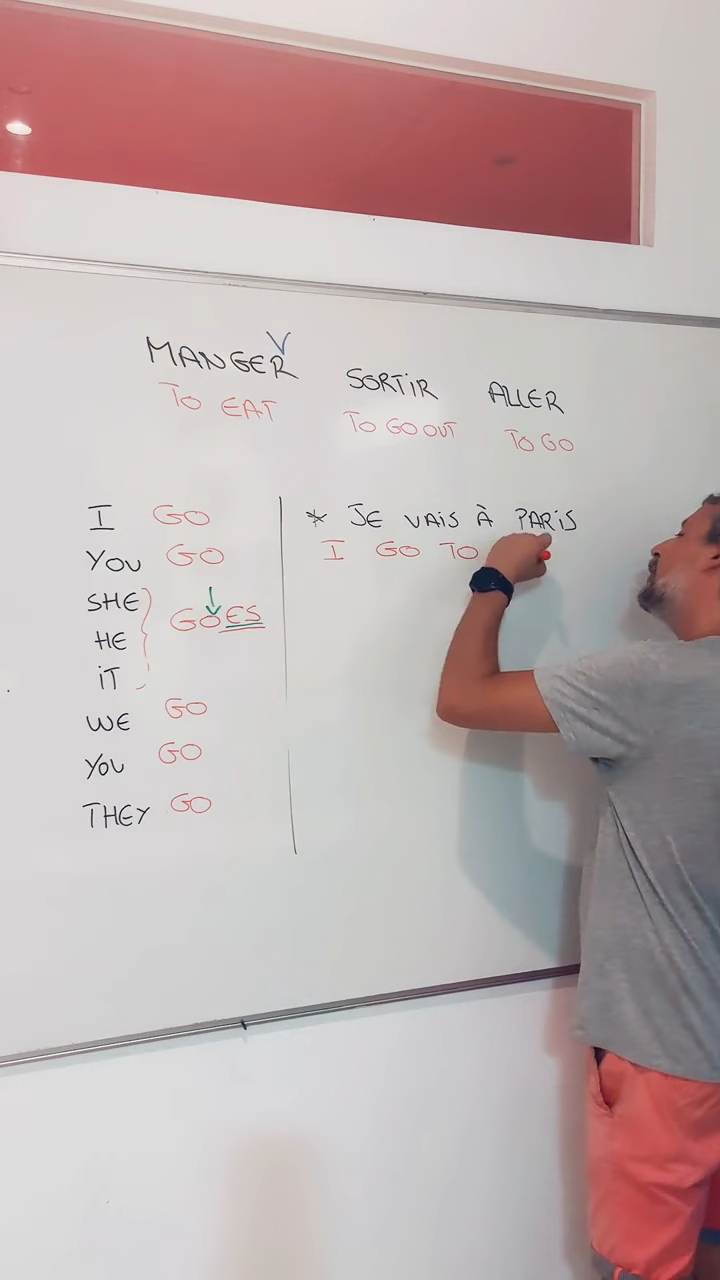 V
MANGER SORTIR ALLER
TO EAT TO GO OUT TO GO
I GO
YOU GO
SHE
HE GOES
IT
WE GO
YOU GO
THEY GO
* JE VAIS À PARIS
I GO TO